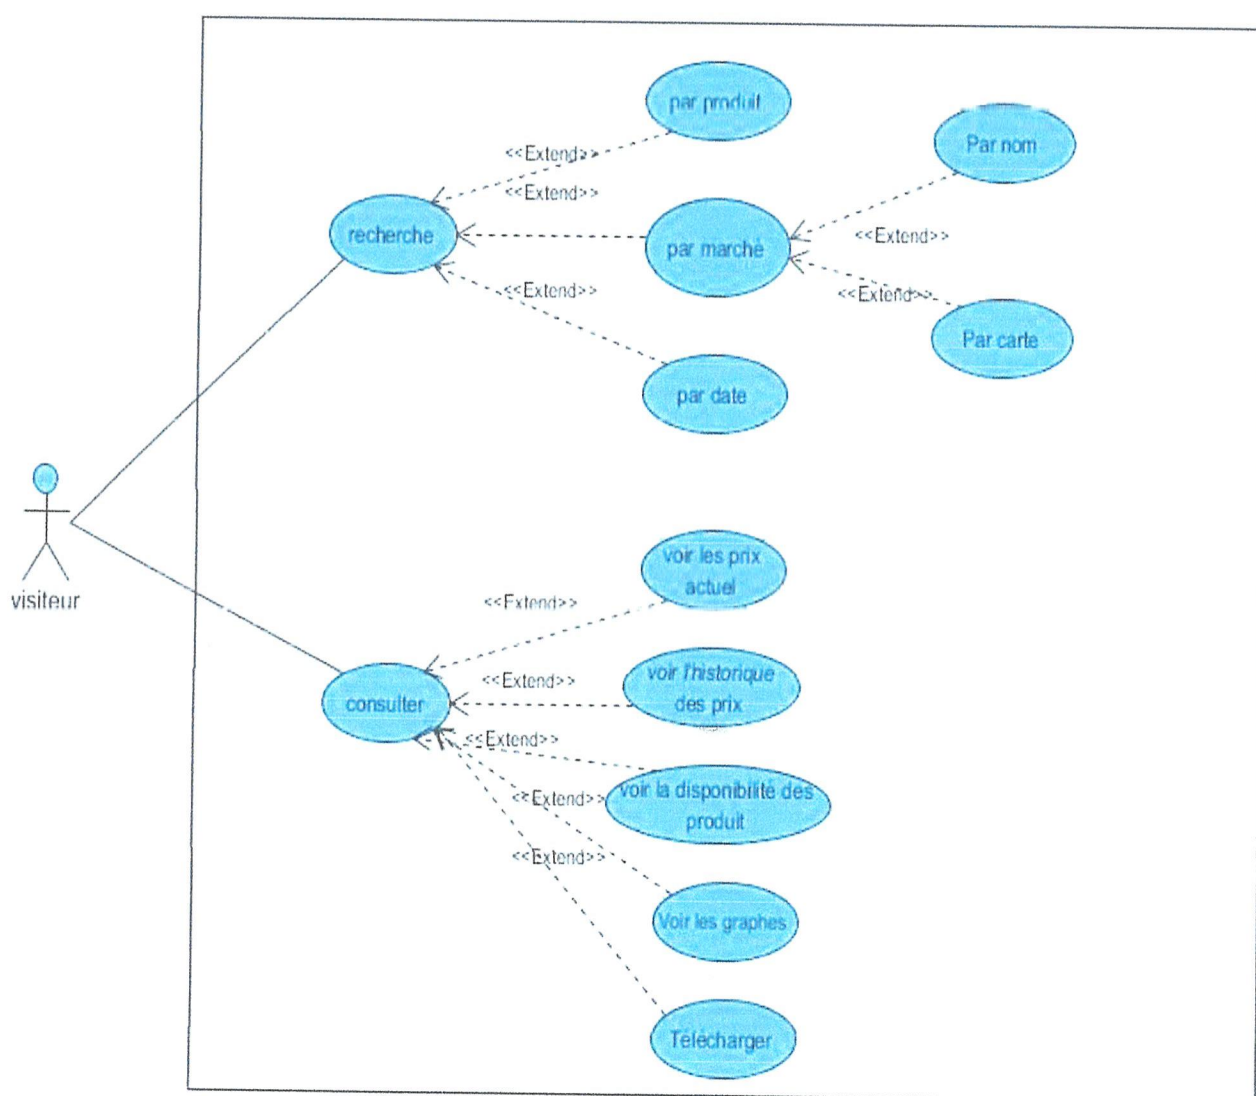 par produit
Par nom
<<Extend>>
<<Extend>>
recherche
par marché
<<Extend>>
<<Extend>>
<<Extend>>
Par carte
par date
visiteur
voir les prix
actuel
<<Extend>>
voir l'historique
des prix
<<Extend>>
consulter
<<Extend>>
voir la disponibilité des
produit
<<Extend>>
<<Extend>>
Voir les graphes
Télécharger